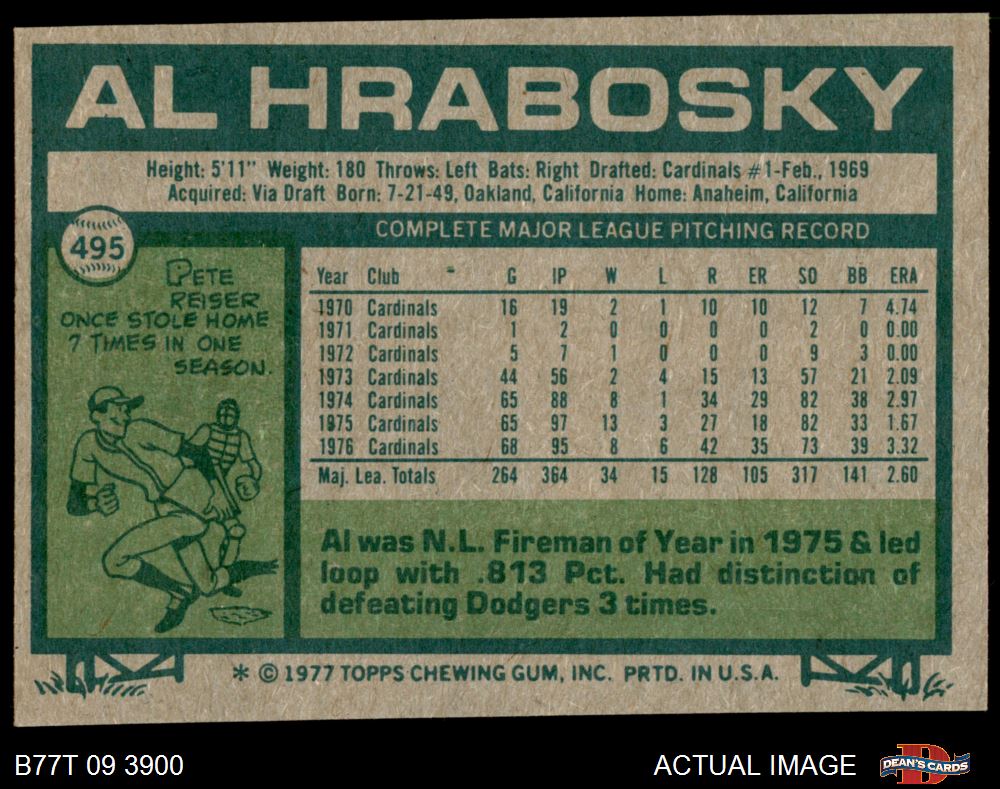 AL HRABOSKY
Height: 5'11" Weight: 180 Throws: Left Bats: Right Drafted: Cardinals #1-Feb., 1969
Acquired: Via Draft Born: 7-21-49, Oakland, California Home: Anaheim, California
495
COMPLETE MAJOR LEAGUE PITCHING RECORD
PETE
REISER
ONCE STOLE HOME
7 TIMES IN ONE
SEASON.
Year Club G IP W L R ER SO BB ERA
1970 Cardinals 16 19 2 1 10 10 12 7 4.74
1971 Cardinals 1 2 0 0 0 0 2 0 0.00
1972 Cardinals 5 7 1 0 0 0 9 3 0.00
1973 Cardinals 44 56 2 4 15 13 57 21 2.09
1974 Cardinals 65 88 8 1 34 29 82 38 2.97
1975 Cardinals 65 97 13 3 27 18 82 33 1.67
1976 Cardinals 68 95 8 6 42 35 73 39 3.32
Maj. Lea. Totals 264 364 34 15 128 105 317 141 2.60
Al was N.L. Fireman of Year in 1975 & led
loop with .813 Pct. Had distinction of
defeating Dodgers 3 times.
* © 1977 TOPPS CHEWING GUM, INC. PRTD. IN U.S.A.
B77T 09 3900
ACTUAL IMAGE
DEAN'S CARDS